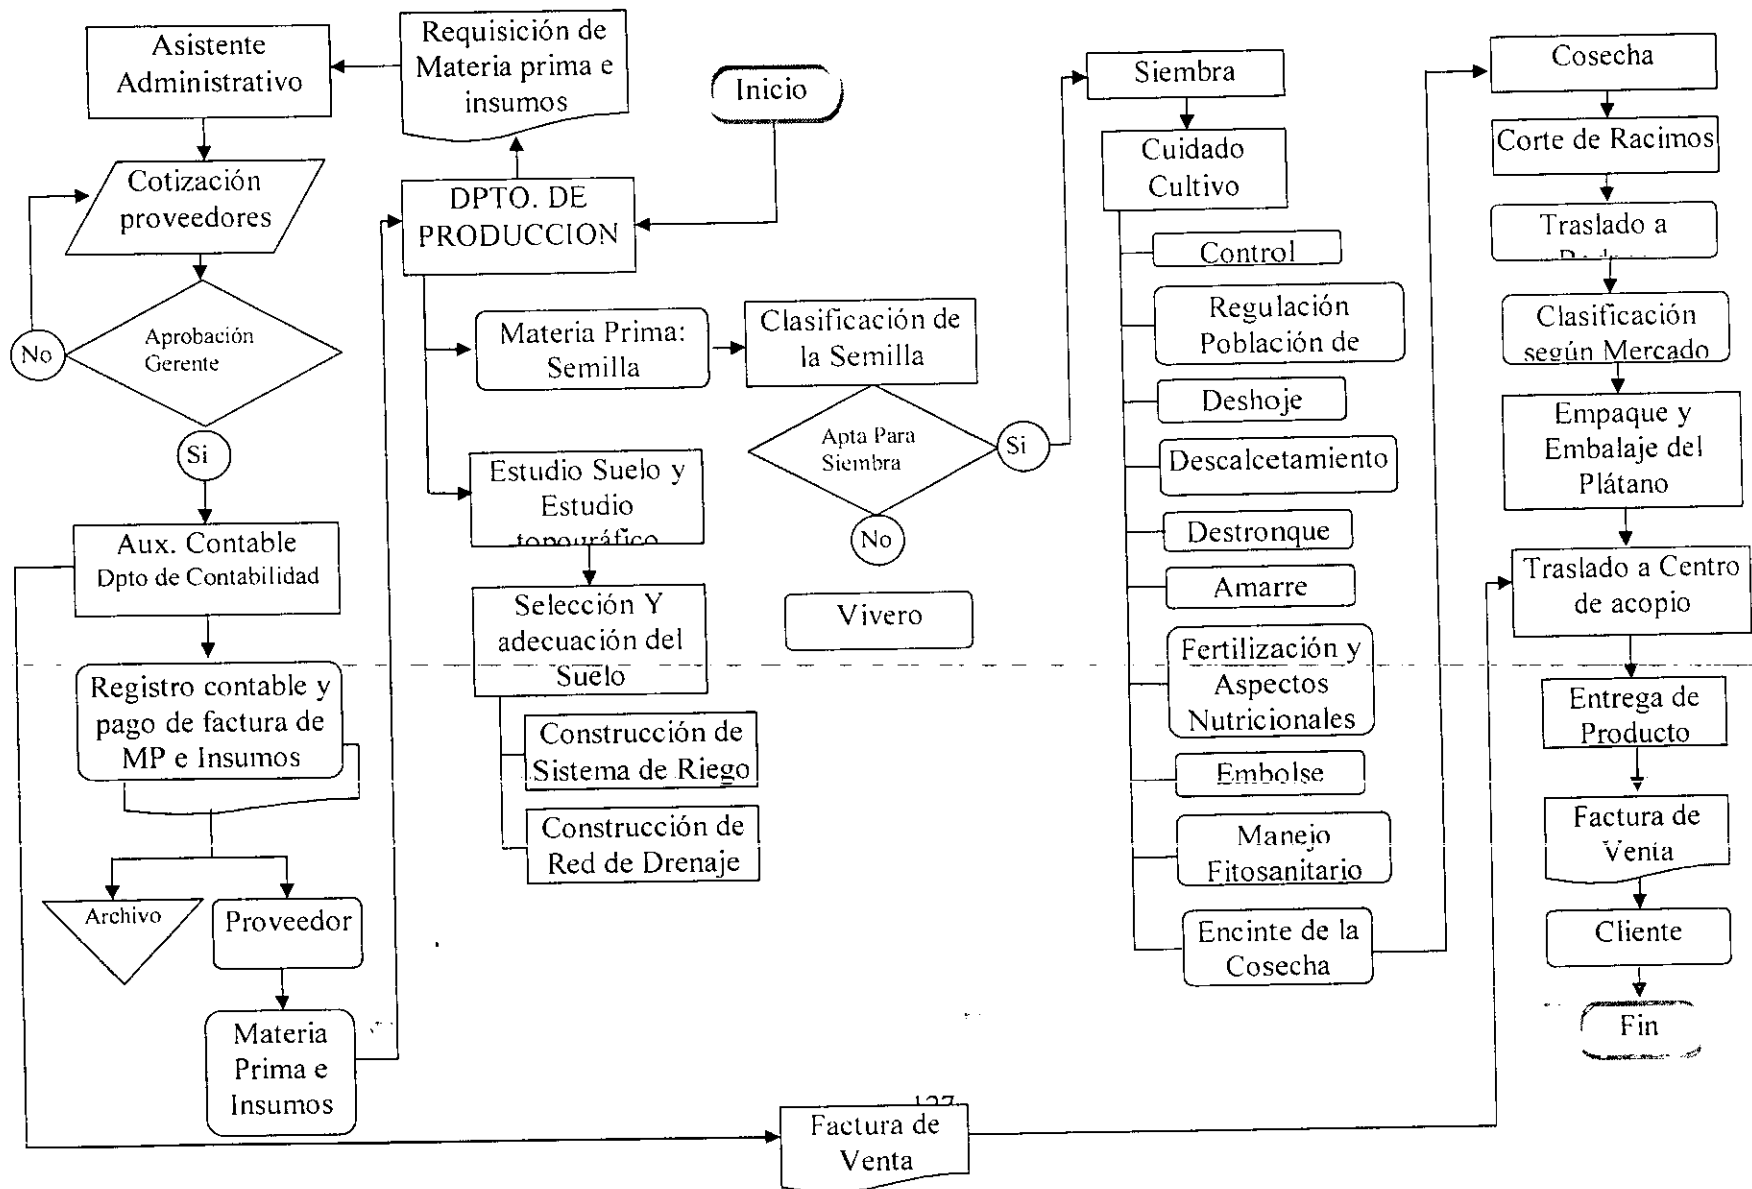 Asistente
Administrativo
Requisición de
Materia prima e
insumos
Inicio
Cotización
proveedores
DPTO. DE
PRODUCCION
Aprobación
Gerente
No
Si
Aux. Contable
Dpto de Contabilidad
Registro contable y
pago de factura de
MP e Insumos
Archivo
Proveedor
Materia
Prima e
Insumos
Materia Prima:
Semilla
Clasificación de
la Semilla
Apta Para
Siembra
Si
No
Vivero
Estudio Suelo y
Estudio
topográfico
Selección Y
adecuación del
Suelo
Construcción de
Sistema de Riego
Construcción de
Red de Drenaje
Siembra
Cuidado
Cultivo
Control
Regulación
Población de
Deshoje
Descalcetamiento
Destronque
Amarre
Fertilización y
Aspectos
Nutricionales
Embolse
Manejo
Fitosanitario
Encinte de la
Cosecha
Cosecha
Corte de Racimos
Traslado a
Clasificación
según Mercado
Empaque y
Embalaje del
Plátano
Traslado a Centro
de acopio
Entrega de
Producto
Factura de
Venta
Cliente
Fin
Factura de
Venta